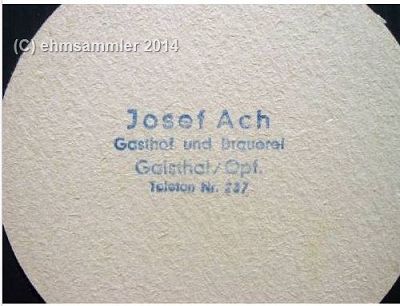 (C) ehmsammler 2014
Josef Ach
Gasthof und Brauerei
Gaisthal/Opf.
Telefon Nr. 237